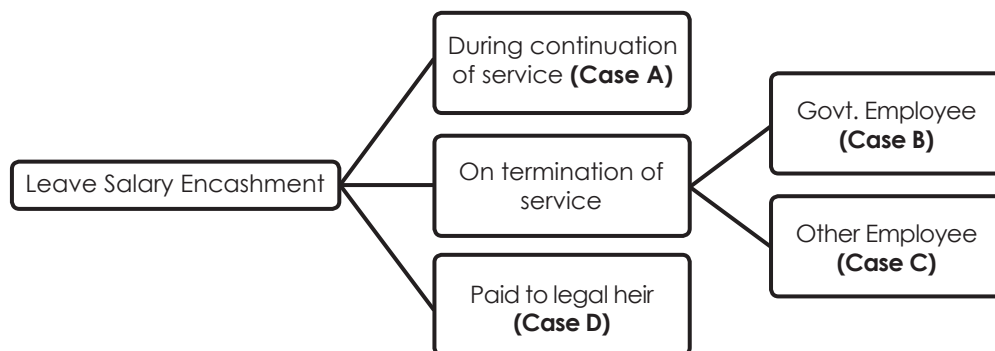 Leave Salary Encashment
During continuation
of service (Case A)
On termination of
service
Paid to legal heir
(Case D)
Govt. Employee
(Case B)
Other Employee
(Case C)